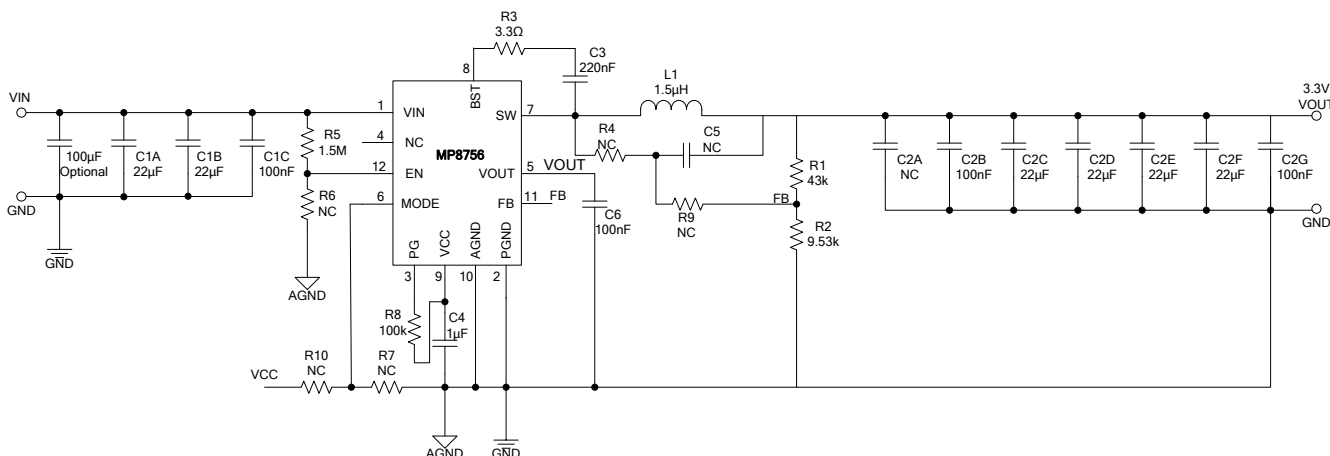 R3
3.3Ω
C3
220nF
8
BST
L1
1.5µH
3.3V
VOUT
VIN
1
VIN
SW
7
R5
1.5M
4
NC
MP8756
R4
NC
C5
NC
100µF
Optional
C1A
22µF
C1B
22µF
C1C
100nF
12
EN
VOUT
5
VOUT
R1
43k
C2A
NC
C2B
100nF
C2C
22µF
C2D
22µF
C2E
22µF
C2F
22µF
C2G
100nF
GND
R6
NC
6
MODE
FB
11
FB
C6
100nF
R9
NC
FB
R2
9.53k
GND
GND
AGND
PG
VCC
AGND
PGND
3
9
10
2
R8
100k
C4
1µF
VCC
R10
NC
R7
NC
AGND
GND